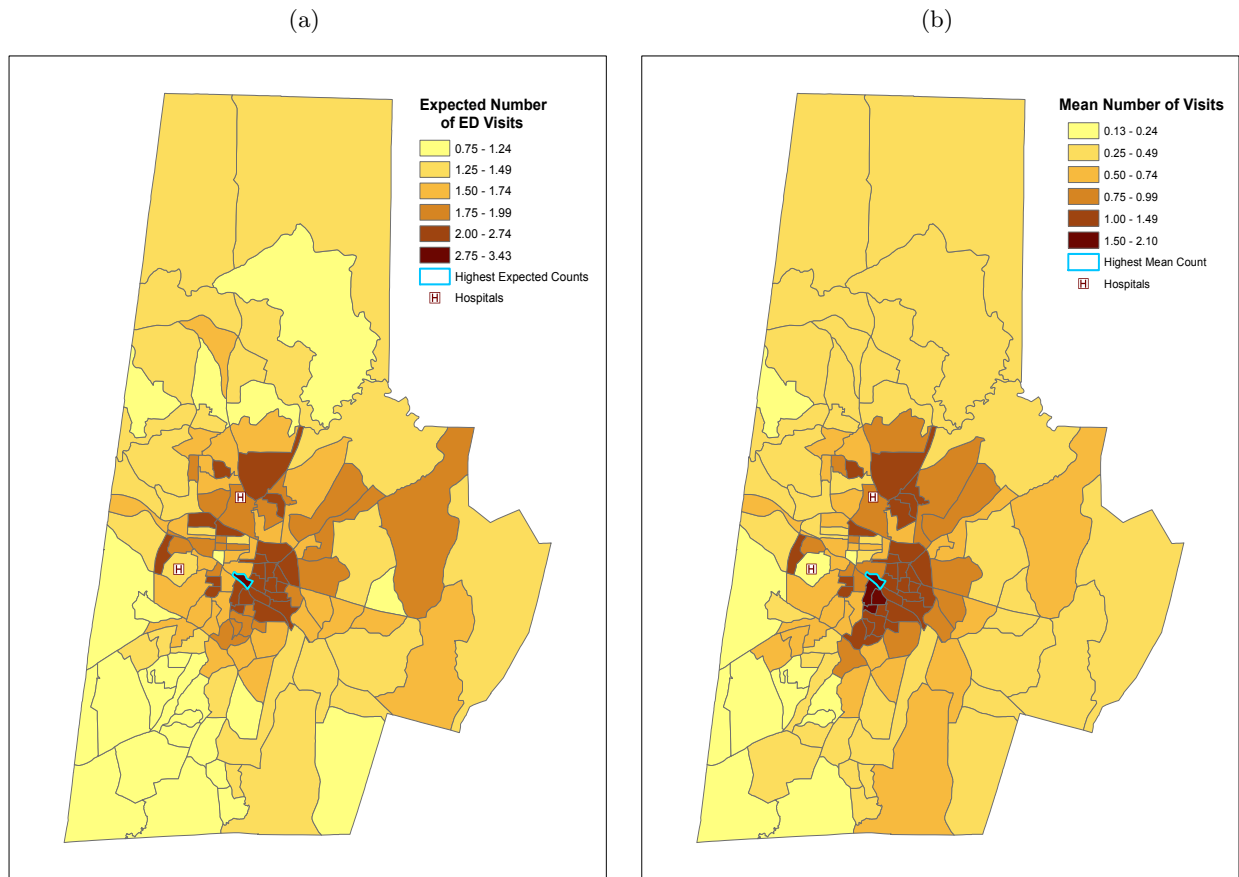 (a)
Expected Number
of ED Visits
0.75 - 1.24
1.25 - 1.49
1.50 - 1.74
1.75 - 1.99
2.00 - 2.74
2.75 - 3.43
Highest Expected Counts
H Hospitals
H
H
(b)
Mean Number of Visits
0.13 - 0.24
0.25 - 0.49
0.50 - 0.74
0.75 - 0.99
1.00 - 1.49
1.50 - 2.10
Highest Mean Count
H Hospitals
H
H